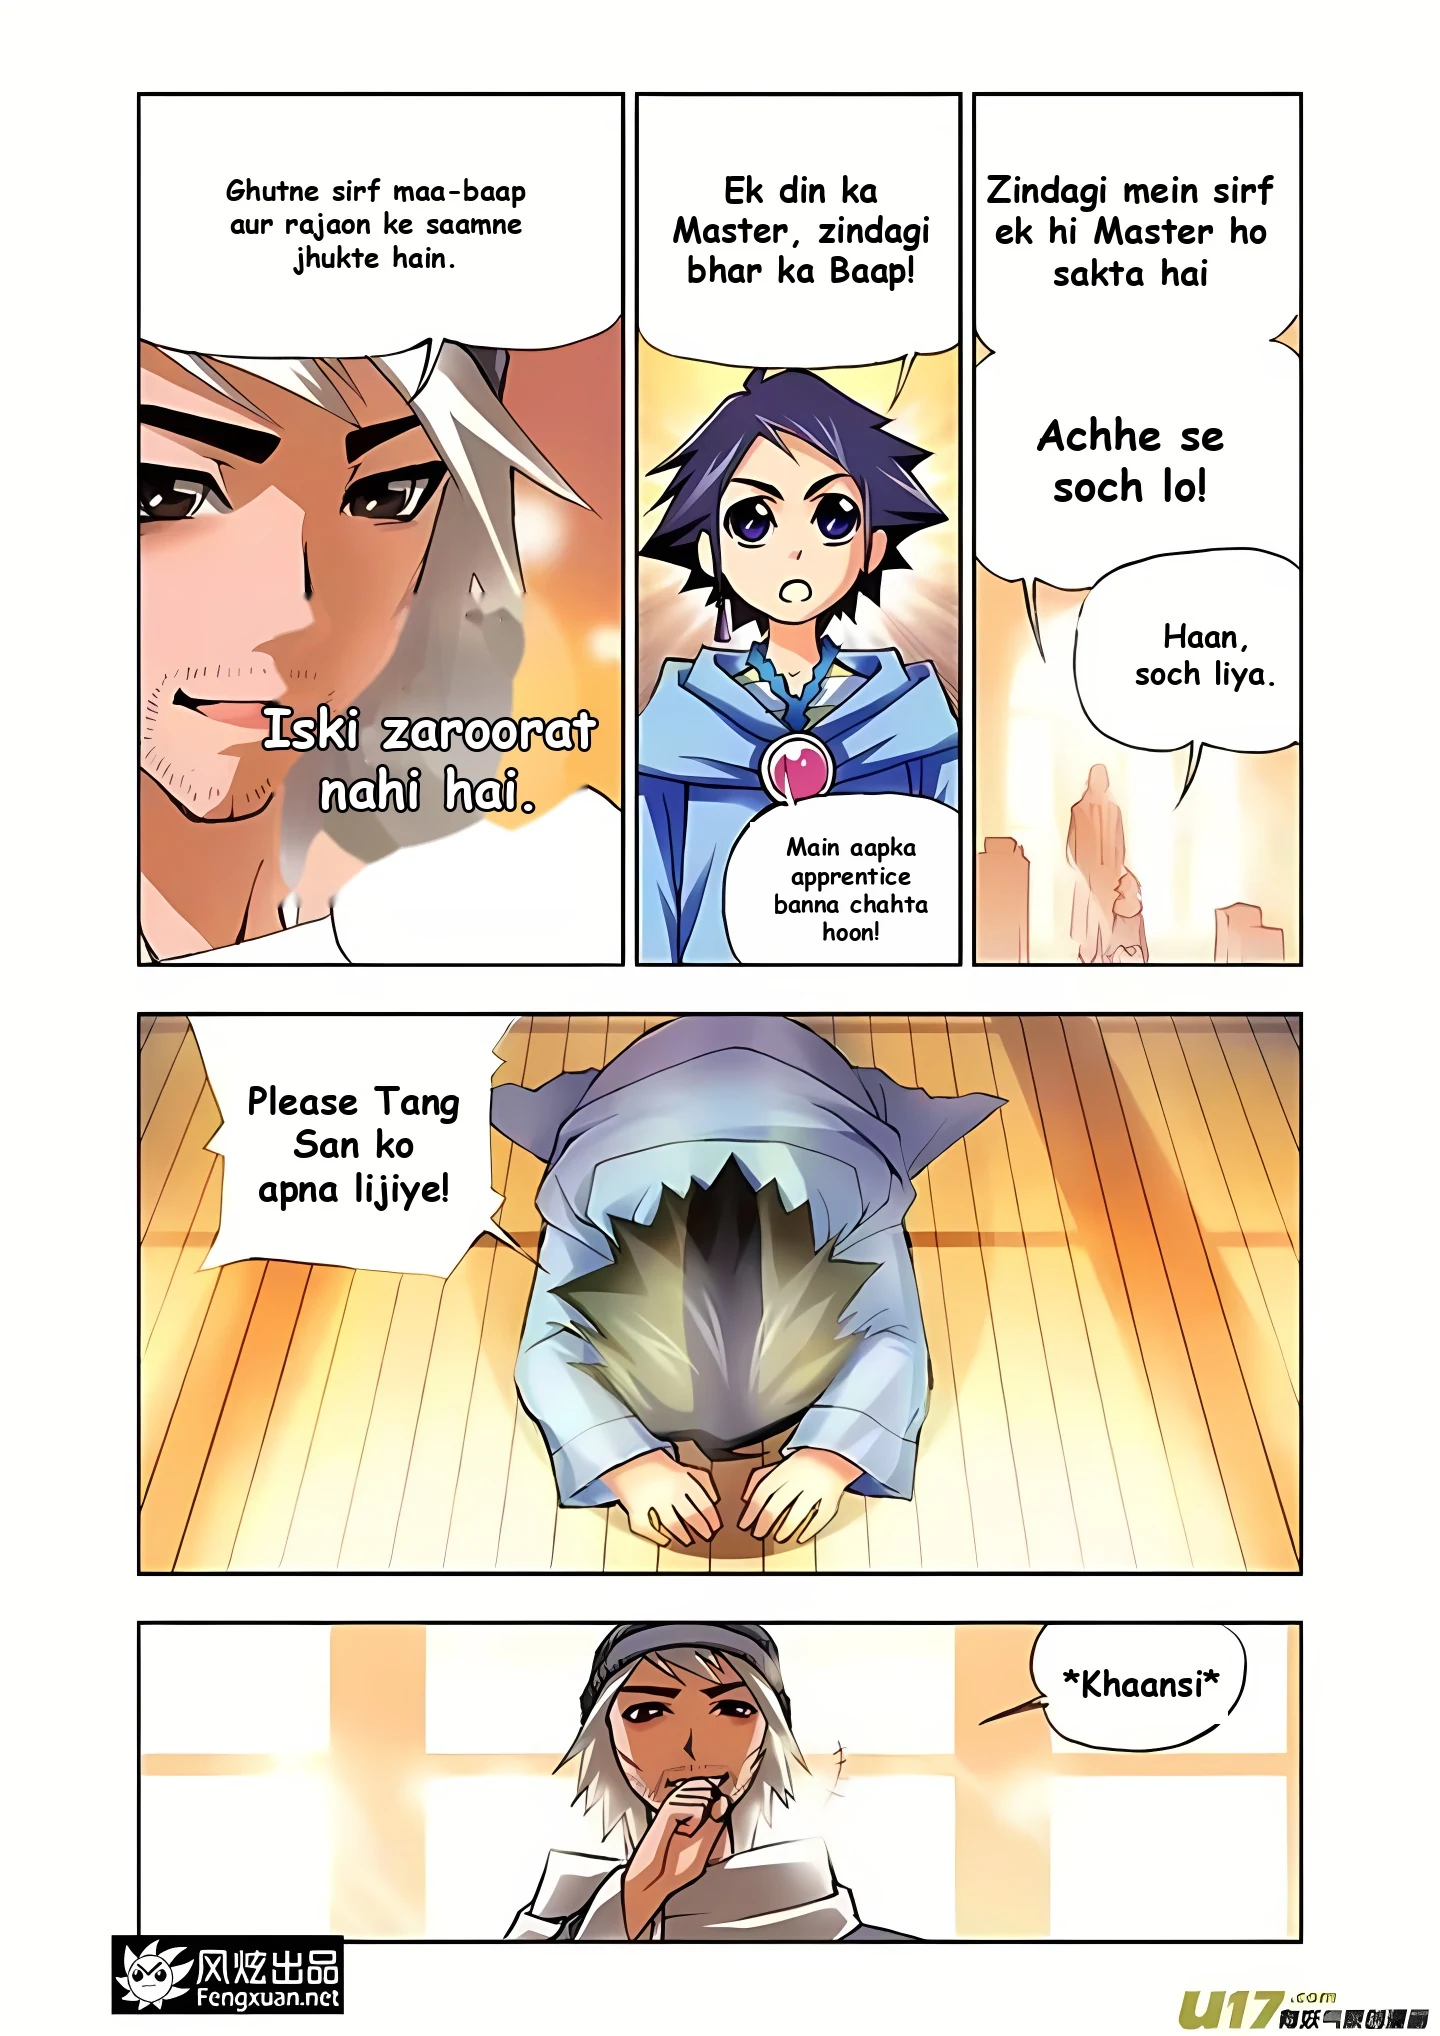 Ghutne sirf maa-baap
aur rajaon ke saamne
jhukte hain.
Iski zaroorat
nahi hai.
Ek din ka
Master, zindagi
bhar ka Baap!
Main aapka
apprentice
banna chahta
hoon!
Zindagi mein sirf
ek hi Master ho
sakta hai
Achhe se
soch lo!
Haan,
soch liya.
Please Tang
San ko
apna lijiye!
*Khaansi*
风炫出品
Fengxuan.net
U17.com